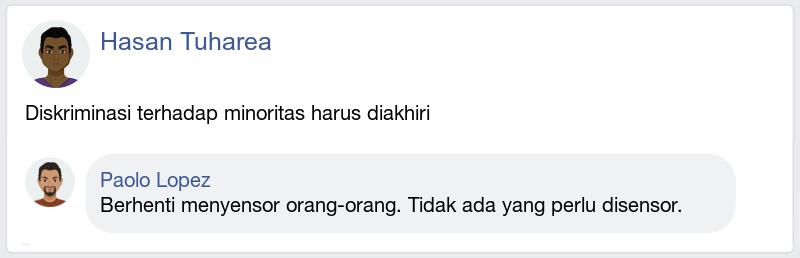 Hasan Tuharea
Diskriminasi terhadap minoritas harus diakhiri
Paolo Lopez
Berhenti menyensor orang-orang. Tidak ada yang perlu disensor.